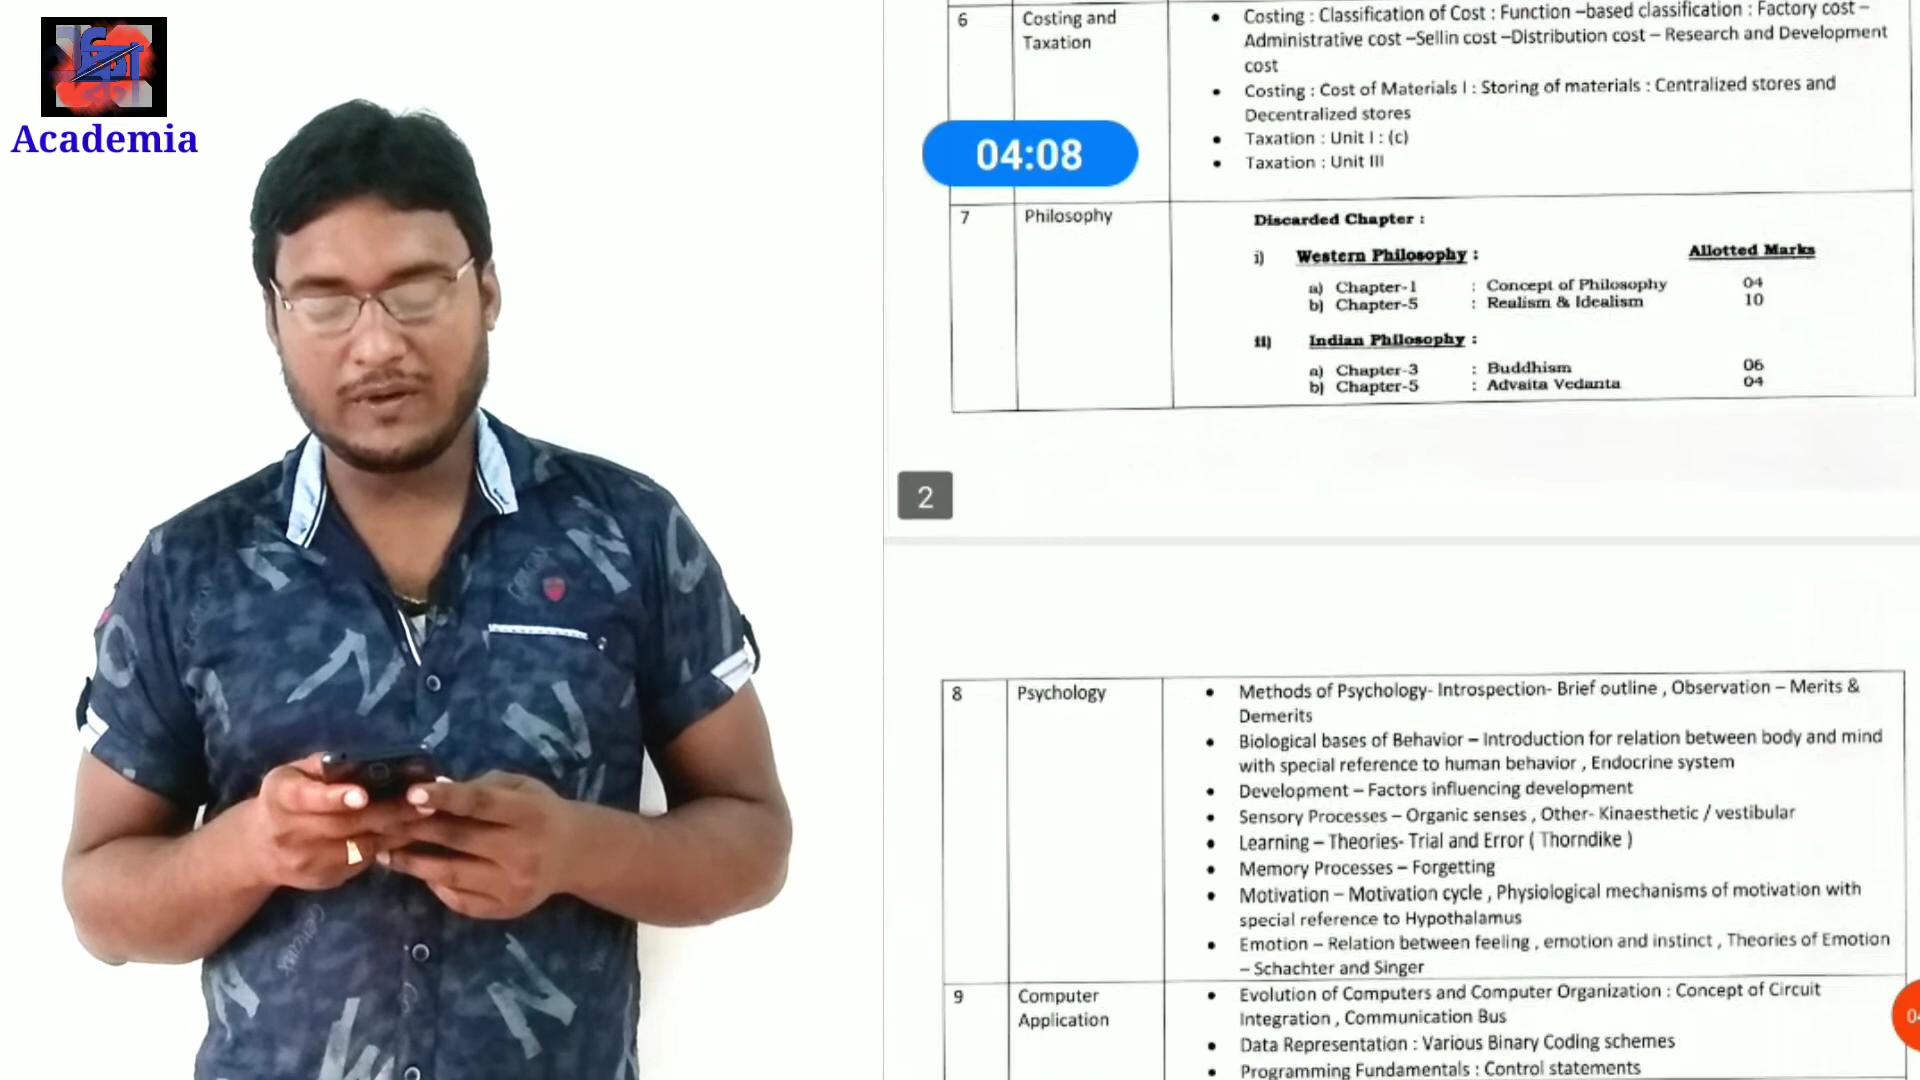 Academia
6 Costing and Taxation
• Costing : Classification of Cost : Function –based classification : Factory cost –
Administrative cost –Sellin cost –Distribution cost – Research and Development
cost
• Costing : Cost of Materials I : Storing of materials : Centralized stores and
Decentralized stores
• Taxation : Unit I : (c)
• Taxation : Unit III
04:08
7 Philosophy
Discarded Chapter :
i) Western Philosophy : Allotted Marks
a) Chapter-1 : Concept of Philosophy 04
b) Chapter-5 : Realism & Idealism 10
ii) Indian Philosophy :
a) Chapter-3 : Buddhism 06
b) Chapter-5 : Advaita Vedanta 04
2
8 Psychology
• Methods of Psychology- Introspection- Brief outline , Observation – Merits &
Demerits
• Biological bases of Behavior – Introduction for relation between body and mind
with special reference to human behavior , Endocrine system
• Development – Factors influencing development
• Sensory Processes – Organic senses , Other- Kinaesthetic / vestibular
• Learning – Theories- Trial and Error ( Thorndike )
• Memory Processes – Forgetting
• Motivation – Motivation cycle , Physiological mechanisms of motivation with
special reference to Hypothalamus
• Emotion – Relation between feeling , emotion and instinct , Theories of Emotion
– Schachter and Singer
9 Computer Application
• Evolution of Computers and Computer Organization : Concept of Circuit
Integration , Communication Bus
• Data Representation : Various Binary Coding schemes
• Programming Fundamentals : Control statements